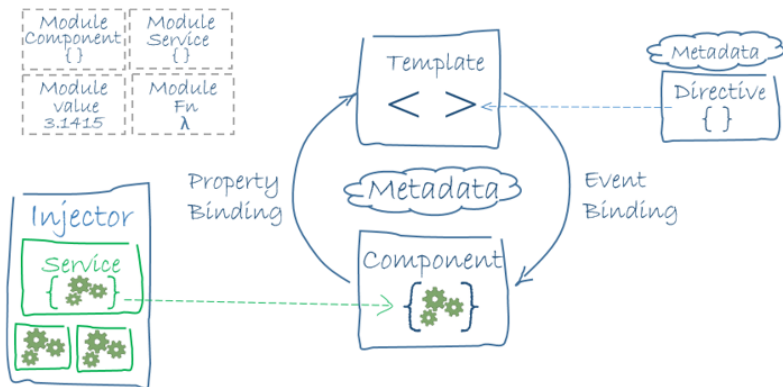 Module
Component
{ }
Module
Service
{ }
Module
value
3.1415
Module
Fn
λ
Template
< >
Metadata
Directive
{ }
Property
Binding
Metadata
Event
Binding
Injector
Service
{ }
Component
{ }